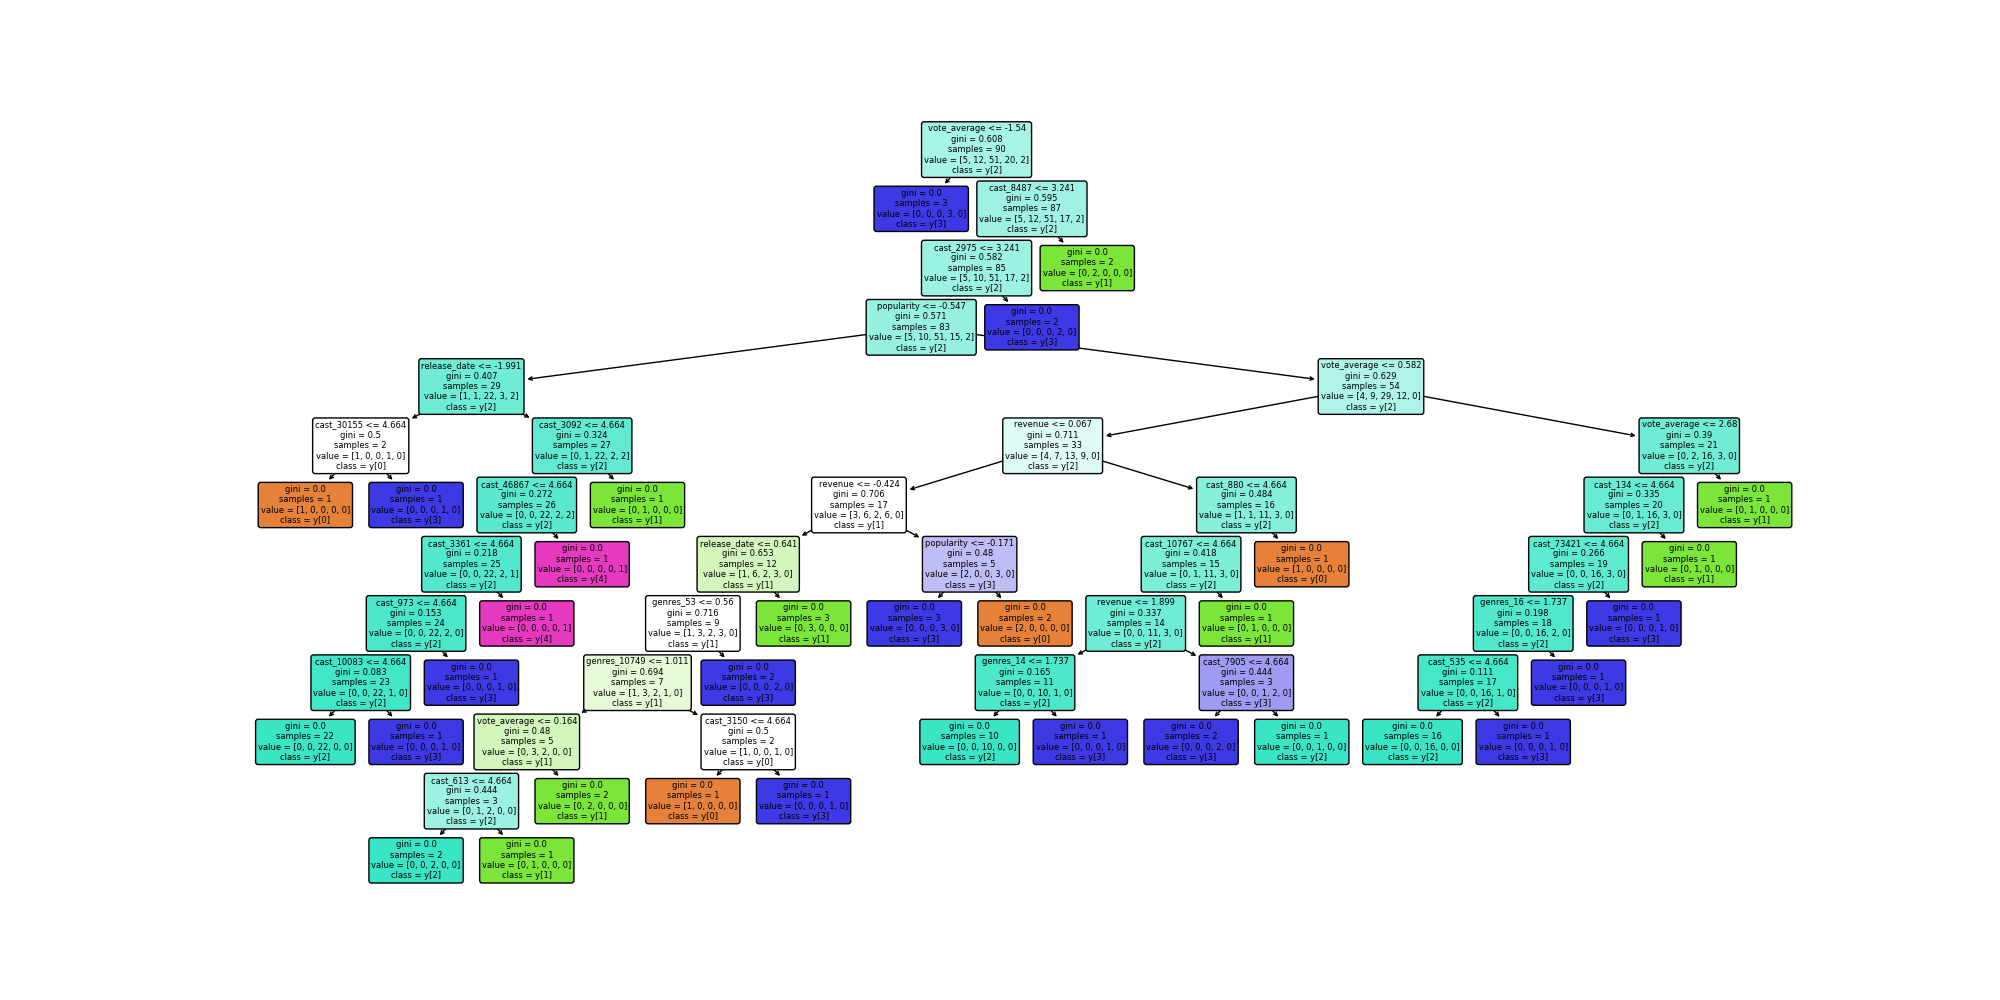 vote_average <= -1.54
gini = 0.608
samples = 90
value = [5, 12, 51, 20, 2]
class = y[2]
gini = 0.0
samples = 3
value = [0, 0, 0, 3, 0]
class = y[3]
cast_8487 <= 3.241
gini = 0.595
samples = 87
value = [5, 12, 51, 17, 2]
class = y[2]
cast_2975 <= 3.241
gini = 0.582
samples = 85
value = [5, 10, 51, 17, 2]
class = y[2]
gini = 0.0
samples = 2
value = [0, 2, 0, 0, 0]
class = y[1]
popularity <= -0.547
gini = 0.571
samples = 83
value = [5, 10, 51, 15, 2]
class = y[2]
gini = 0.0
samples = 2
value = [0, 0, 0, 2, 0]
class = y[3]
release_date <= -1.991
gini = 0.407
samples = 29
value = [1, 1, 22, 3, 2]
class = y[2]
vote_average <= 0.582
gini = 0.629
samples = 54
value = [4, 9, 29, 12, 0]
class = y[2]
cast_30155 <= 4.664
gini = 0.5
samples = 2
value = [1, 0, 0, 1, 0]
class = y[0]
cast_3092 <= 4.664
gini = 0.324
samples = 27
value = [0, 1, 22, 2, 2]
class = y[2]
revenue <= 0.067
gini = 0.711
samples = 33
value = [4, 7, 13, 9, 0]
class = y[2]
vote_average <= 2.68
gini = 0.39
samples = 21
value = [0, 2, 16, 3, 0]
class = y[2]
gini = 0.0
samples = 1
value = [1, 0, 0, 0, 0]
class = y[0]
gini = 0.0
samples = 1
value = [0, 0, 0, 1, 0]
class = y[3]
cast_46867 <= 4.664
gini = 0.272
samples = 26
value = [0, 0, 22, 2, 2]
class = y[2]
gini = 0.0
samples = 1
value = [0, 1, 0, 0, 0]
class = y[1]
revenue <= -0.424
gini = 0.706
samples = 17
value = [3, 6, 2, 6, 0]
class = y[1]
cast_880 <= 4.664
gini = 0.484
samples = 16
value = [1, 1, 11, 3, 0]
class = y[2]
cast_134 <= 4.664
gini = 0.335
samples = 20
value = [0, 1, 16, 3, 0]
class = y[2]
gini = 0.0
samples = 1
value = [0, 1, 0, 0, 0]
class = y[1]
cast_3361 <= 4.664
gini = 0.218
samples = 25
value = [0, 0, 22, 2, 1]
class = y[2]
gini = 0.0
samples = 1
value = [0, 0, 0, 0, 1]
class = y[4]
release_date <= 0.641
gini = 0.653
samples = 12
value = [1, 6, 2, 3, 0]
class = y[1]
popularity <= -0.171
gini = 0.48
samples = 5
value = [2, 0, 0, 3, 0]
class = y[3]
cast_10767 <= 4.664
gini = 0.418
samples = 15
value = [0, 1, 11, 3, 0]
class = y[2]
gini = 0.0
samples = 1
value = [1, 0, 0, 0, 0]
class = y[0]
cast_73421 <= 4.664
gini = 0.266
samples = 19
value = [0, 0, 16, 3, 0]
class = y[2]
gini = 0.0
samples = 1
value = [0, 1, 0, 0, 0]
class = y[1]
cast_973 <= 4.664
gini = 0.153
samples = 24
value = [0, 0, 22, 2, 0]
class = y[2]
gini = 0.0
samples = 1
value = [0, 0, 0, 0, 1]
class = y[4]
genres_53 <= 0.56
gini = 0.716
samples = 9
value = [1, 3, 2, 3, 0]
class = y[1]
gini = 0.0
samples = 3
value = [0, 3, 0, 0, 0]
class = y[1]
gini = 0.0
samples = 3
value = [0, 0, 0, 3, 0]
class = y[3]
gini = 0.0
samples = 2
value = [2, 0, 0, 0, 0]
class = y[0]
revenue <= 1.899
gini = 0.337
samples = 14
value = [0, 0, 11, 3, 0]
class = y[2]
gini = 0.0
samples = 1
value = [0, 1, 0, 0, 0]
class = y[1]
genres_16 <= 1.737
gini = 0.198
samples = 18
value = [0, 0, 16, 2, 0]
class = y[2]
gini = 0.0
samples = 1
value = [0, 0, 0, 1, 0]
class = y[3]
cast_10083 <= 4.664
gini = 0.083
samples = 23
value = [0, 0, 22, 1, 0]
class = y[2]
gini = 0.0
samples = 1
value = [0, 0, 0, 1, 0]
class = y[3]
genres_10749 <= 1.011
gini = 0.694
samples = 7
value = [1, 3, 2, 1, 0]
class = y[1]
gini = 0.0
samples = 2
value = [0, 0, 0, 2, 0]
class = y[3]
genres_14 <= 1.737
gini = 0.165
samples = 11
value = [0, 0, 10, 1, 0]
class = y[2]
cast_7905 <= 4.664
gini = 0.444
samples = 3
value = [0, 0, 1, 2, 0]
class = y[3]
cast_535 <= 4.664
gini = 0.111
samples = 17
value = [0, 0, 16, 1, 0]
class = y[2]
gini = 0.0
samples = 1
value = [0, 0, 0, 1, 0]
class = y[3]
gini = 0.0
samples = 22
value = [0, 0, 22, 0, 0]
class = y[2]
gini = 0.0
samples = 1
value = [0, 0, 0, 1, 0]
class = y[3]
vote_average <= 0.164
gini = 0.48
samples = 5
value = [0, 3, 2, 0, 0]
class = y[1]
cast_3150 <= 4.664
gini = 0.5
samples = 2
value = [1, 0, 0, 1, 0]
class = y[0]
gini = 0.0
samples = 10
value = [0, 0, 10, 0, 0]
class = y[2]
gini = 0.0
samples = 1
value = [0, 0, 0, 1, 0]
class = y[3]
gini = 0.0
samples = 2
value = [0, 0, 0, 2, 0]
class = y[3]
gini = 0.0
samples = 1
value = [0, 0, 1, 0, 0]
class = y[2]
gini = 0.0
samples = 16
value = [0, 0, 16, 0, 0]
class = y[2]
gini = 0.0
samples = 1
value = [0, 0, 0, 1, 0]
class = y[3]
cast_613 <= 4.664
gini = 0.444
samples = 3
value = [0, 1, 2, 0, 0]
class = y[2]
gini = 0.0
samples = 2
value = [0, 2, 0, 0, 0]
class = y[1]
gini = 0.0
samples = 1
value = [1, 0, 0, 0, 0]
class = y[0]
gini = 0.0
samples = 1
value = [0, 0, 0, 1, 0]
class = y[3]
gini = 0.0
samples = 2
value = [0, 0, 2, 0, 0]
class = y[2]
gini = 0.0
samples = 1
value = [0, 1, 0, 0, 0]
class = y[1]